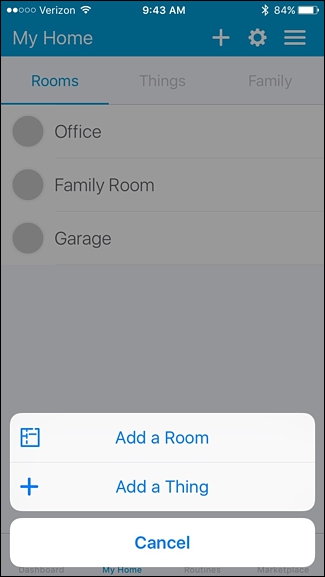 Verizon 9:43 AM 84%
My Home
Rooms Things Family
Office
Family Room
Garage
Add a Room
Add a Thing
Cancel
Dashboard My Home Routines Marketplace